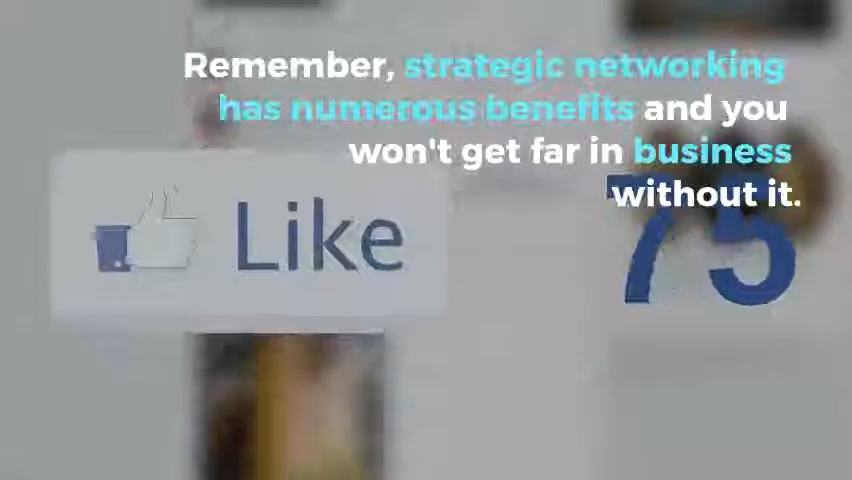 Remember, strategic networking
has numerous benefits and you
won't get far in business
without it.
Like
75